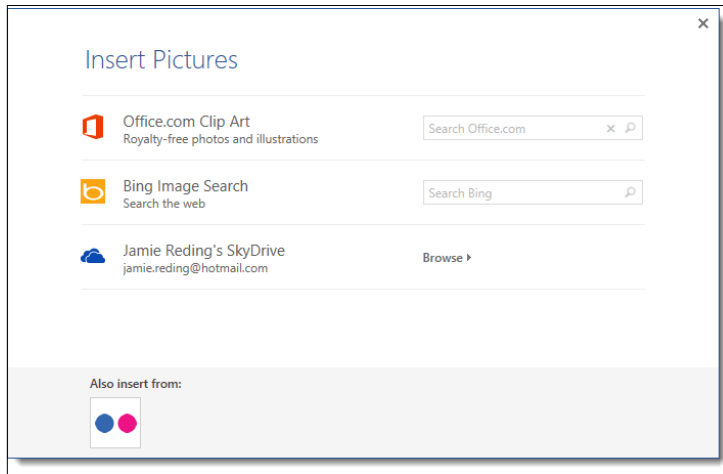 Insert Pictures
Office.com Clip Art
Royalty-free photos and illustrations
Search Office.com
Bing Image Search
Search the web
Search Bing
Jamie Reding's SkyDrive
jamie.reding@hotmail.com
Browse
Also insert from: